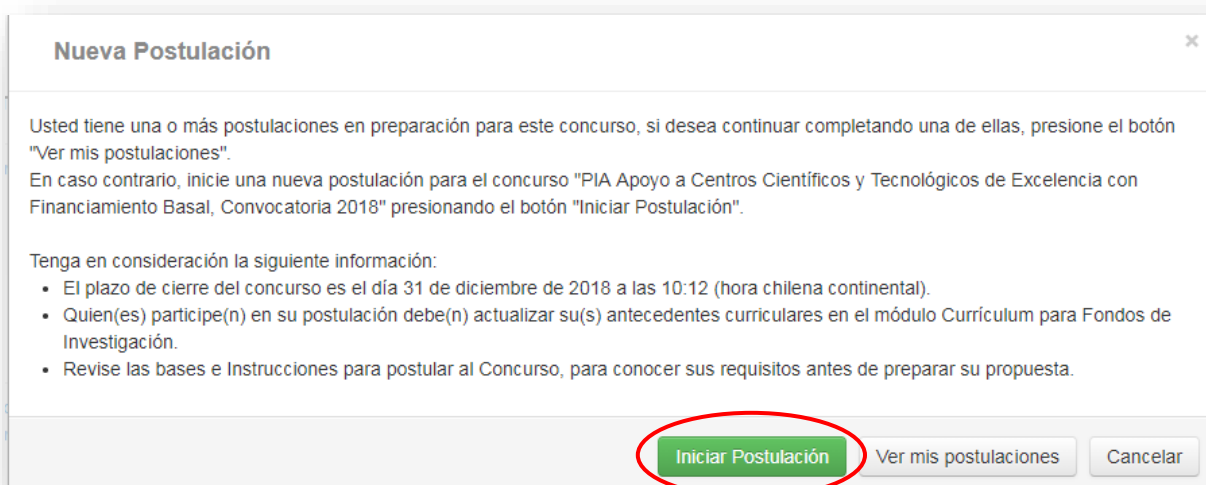 Nueva Postulación
×
Usted tiene una o más postulaciones en preparación para este concurso, si desea continuar completando una de ellas, presione el botón
"Ver mis postulaciones".
En caso contrario, inicie una nueva postulación para el concurso "PIA Apoyo a Centros Científicos y Tecnológicos de Excelencia con
Financiamiento Basal, Convocatoria 2018" presionando el botón "Iniciar Postulación".
Tenga en consideración la siguiente información:
• El plazo de cierre del concurso es el día 31 de diciembre de 2018 a las 10:12 (hora chilena continental).
• Quien(es) participe(n) en su postulación debe(n) actualizar su(s) antecedentes curriculares en el módulo Currículum para Fondos de
Investigación.
• Revise las bases e Instrucciones para postular al Concurso, para conocer sus requisitos antes de preparar su propuesta.
Iniciar Postulación Ver mis postulaciones Cancelar